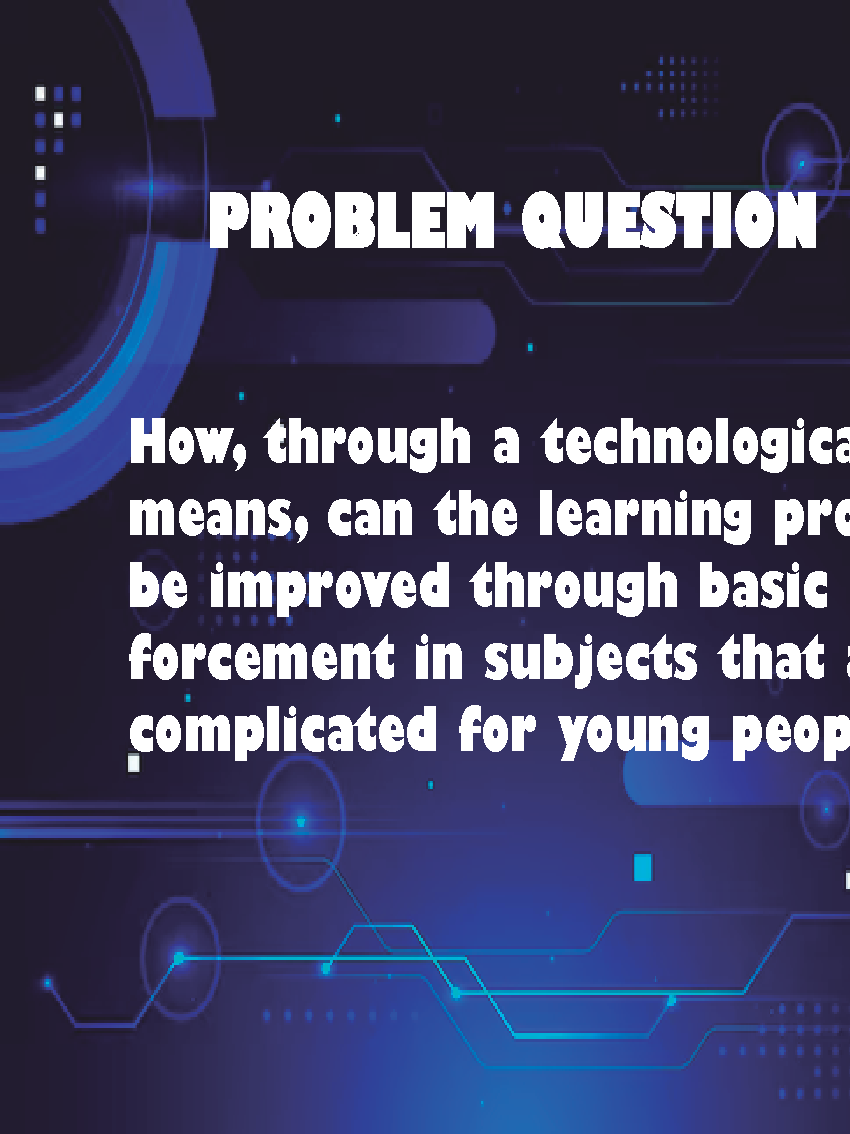 PROBLEM QUESTION
How, through a technologica
means, can the learning pro
be improved through basic
forcement in subjects that a
complicated for young peop